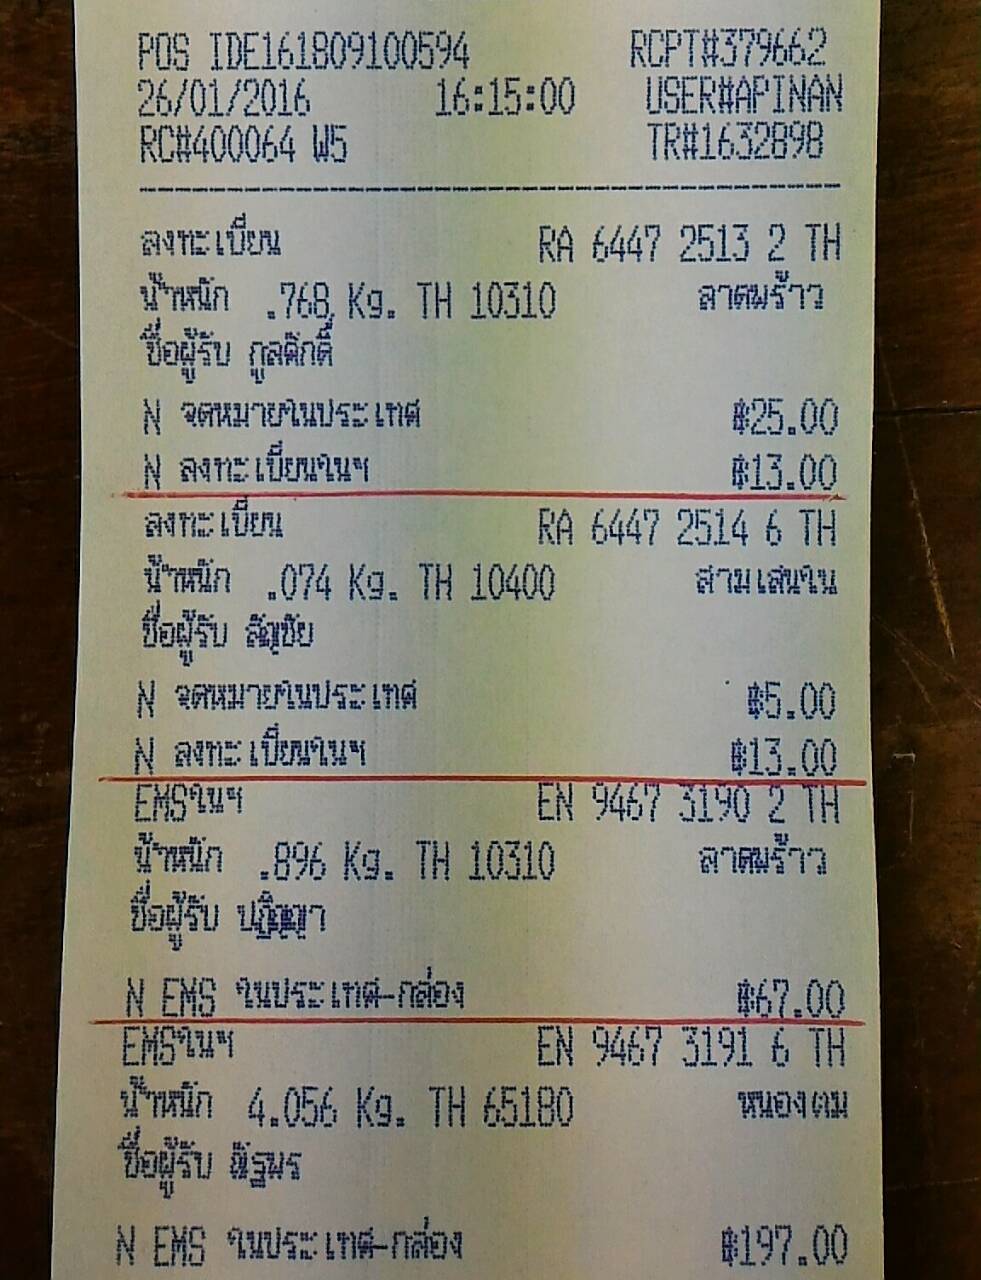 POS IDE161809100594 RCPT#379662
26/01/2016 16:15:00 USER#APINAN
RC#400064 W5 TR#1632898
ลงทะเบียน RA 6447 2513 2 TH
น้ำหนัก .768 Kg. TH 10310 ลาดพร้าว
ชื่อผู้รับ กูลศักดิ์
N จดหมายในประเทศ ฿25.00
N ลงทะเบียนในฯ ฿13.00
ลงทะเบียน RA 6447 2514 6 TH
น้ำหนัก .074 Kg. TH 10400 สามเสนใน
ชื่อผู้รับ สัญชัย
N จดหมายในประเทศ ฿5.00
N ลงทะเบียนในฯ ฿13.00
EMSในฯ EN 9467 3190 2 TH
น้ำหนัก .896 Kg. TH 10310 ลาดพร้าว
ชื่อผู้รับ
N EMS ในประเทศ-กล่อง ฿67.00
EMSในฯ EN 9467 3191 6 TH
น้ำหนัก 4.056 Kg. TH 65180 หนองตม
ชื่อผู้รับ
N EMS ในประเทศ-กล่อง ฿197.00